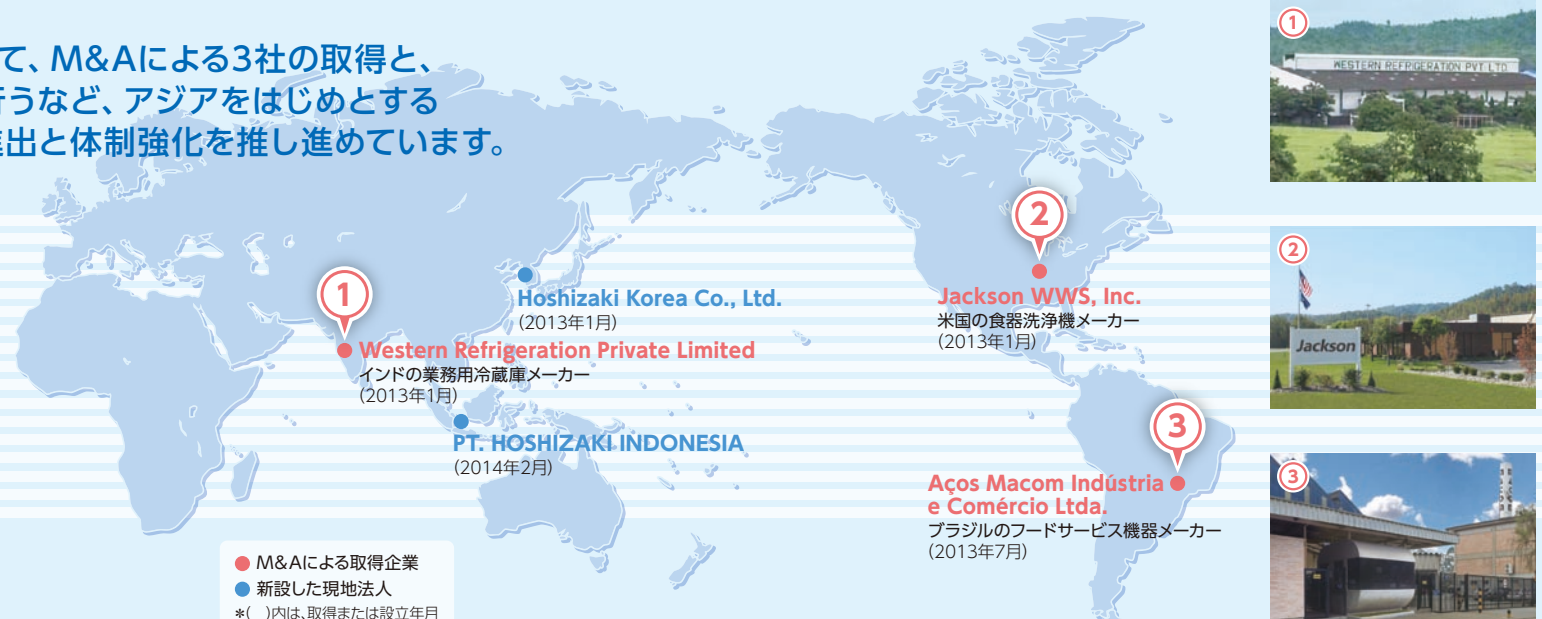 て、M&Aによる3社の取得と、
行うなど、アジアをはじめとする
進出と体制強化を推し進めています。
1
Hoshizaki Korea Co., Ltd.
(2013年1月)
Western Refrigeration Private Limited
インドの業務用冷蔵庫メーカー
(2013年1月)
PT. HOSHIZAKI INDONESIA
(2014年2月)
2
Jackson WWS, Inc.
米国の食器洗浄機メーカー
(2013年1月)
3
Aços Macom Indústria
e Comércio Ltda.
ブラジルのフードサービス機器メーカー
(2013年7月)
● M&Aによる取得企業
● 新設した現地法人
*( )内は、取得または設立年月
1
WESTERN REFRIGERATION PVT LTD
2
Jackson
3